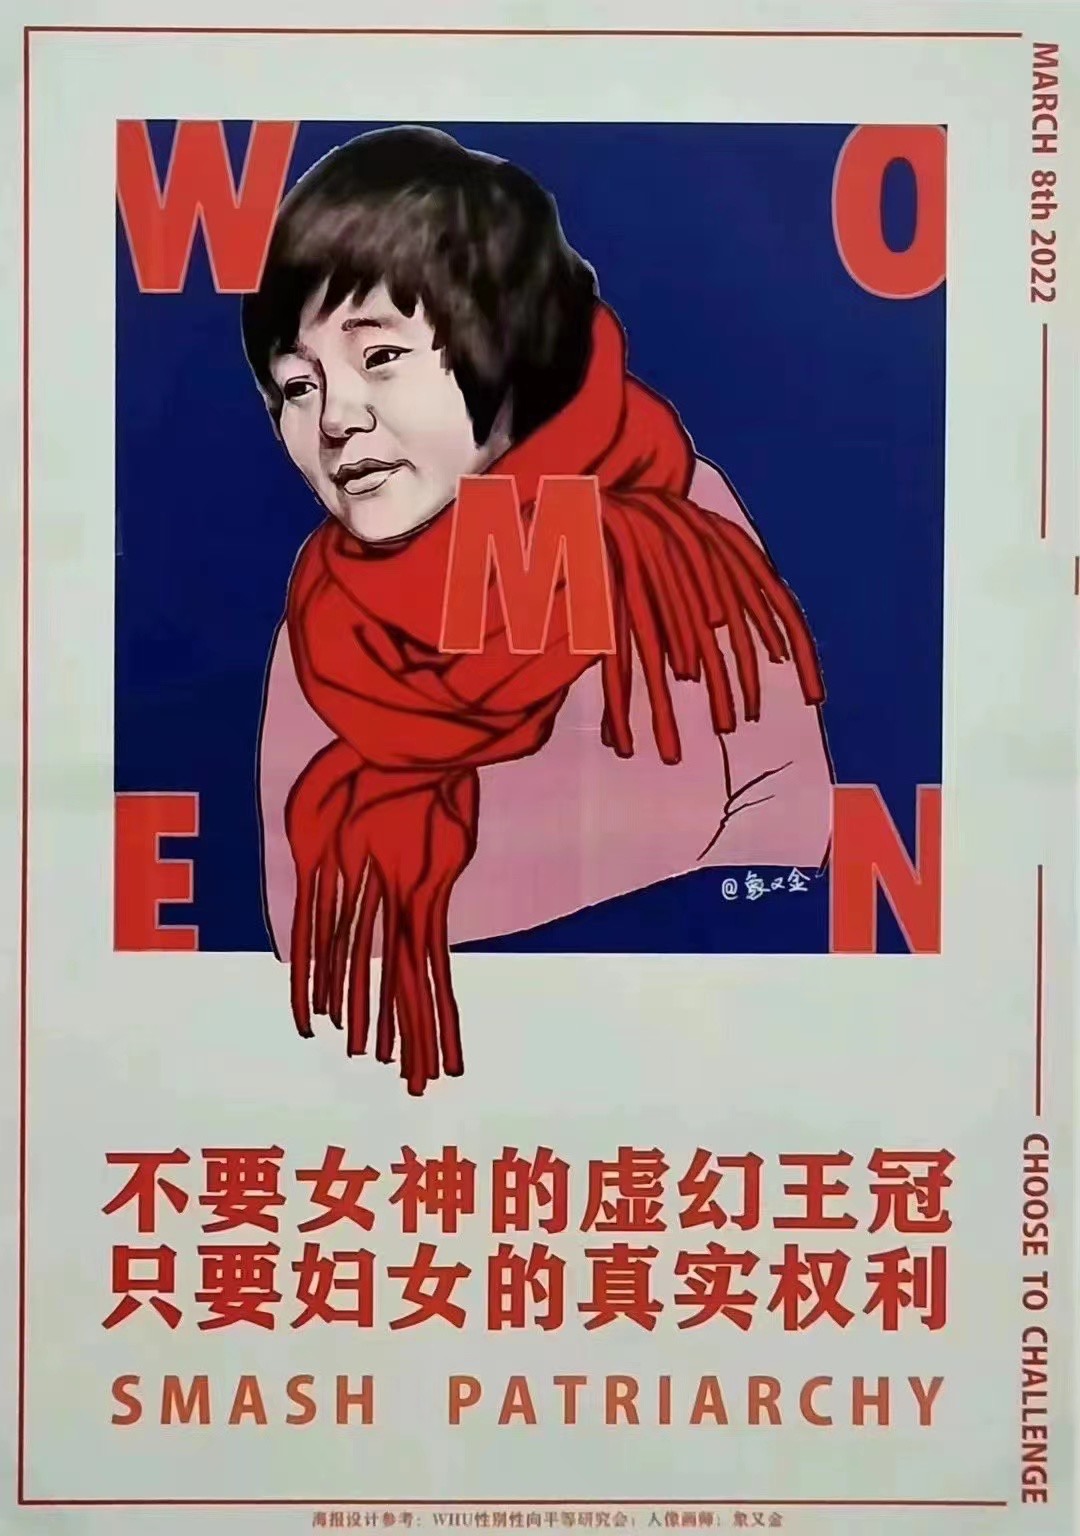 WOMEN
MARCH 8th 2022
CHOOSE TO CHALLENGE
@象又金
不要女神的虚幻王冠
只要妇女的真实权利
SMASH PATRIARCHY
海报设计参考：WHU性别性向平等研究会；人像画师：象又金